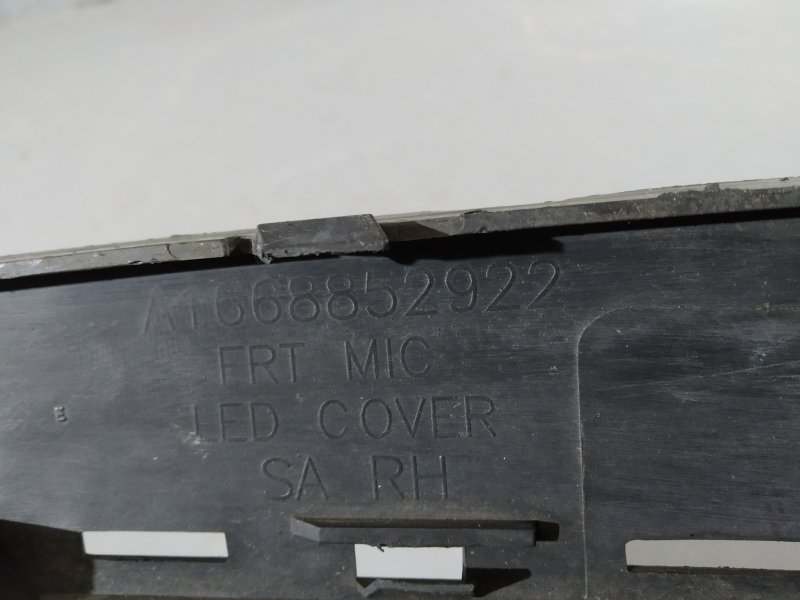 A1668852922
FRT MIC
LED COVER
SA RH